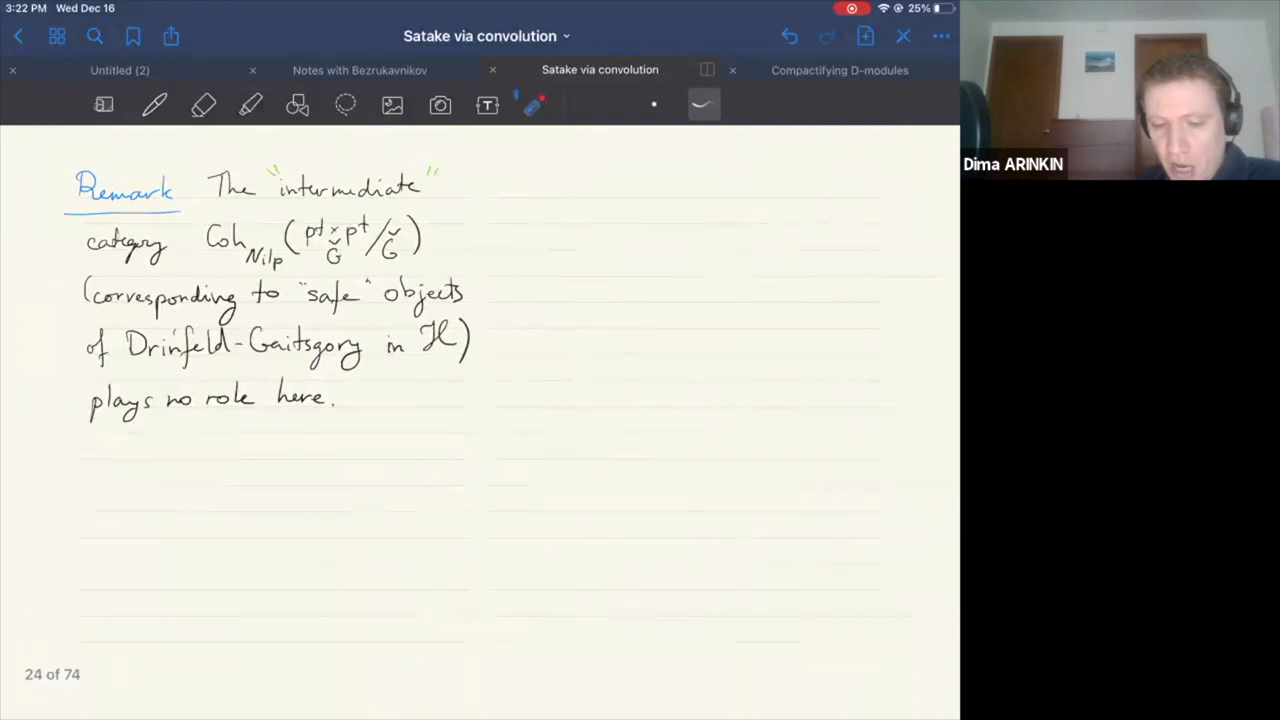 3:22 PM Wed Dec 16
25%
Satake via convolution
Untitled (2)
Notes with Bezrukavnikov
Satake via convolution
Compactifying D-modules
Remark The "intermediate"
category Coh_Nilp (pt ×_Ǧ pt / Ǧ)
(corresponding to "safe" objects
of Drinfeld-Gaitsgory in ℋ)
plays no role here.
24 of 74
Dima ARINKIN